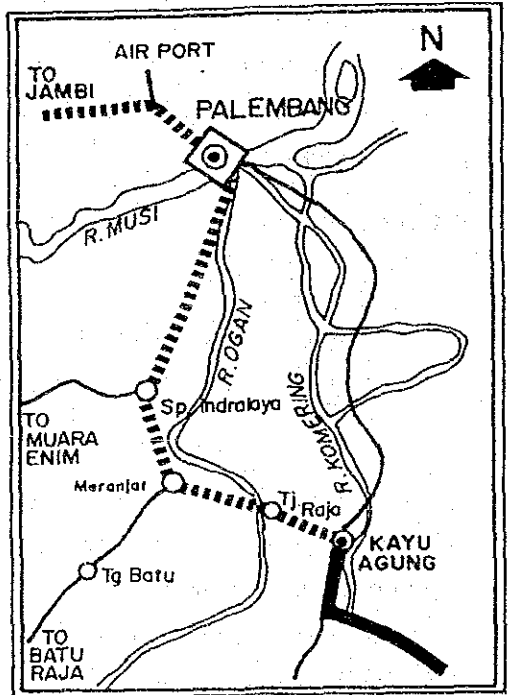 N
AIR PORT
TO
JAMBI
PALEMBANG
R. MUSI
R. OGAN
R. KOMERING
Sp. Indralaya
TO
MUARA
ENIM
Meranjat
Tj
Raja
KAYU
AGUNG
Tg Batu
TO
BATU
RAJA